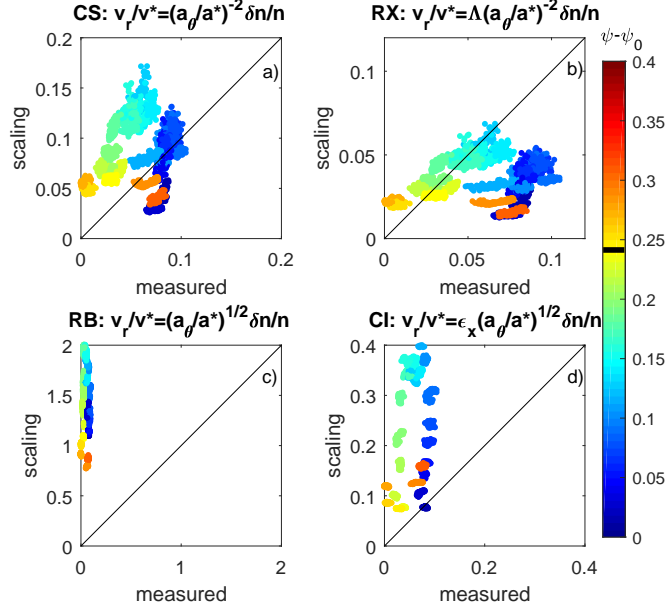 CS: v_r/v*=(a_θ/a*)^-2 δn/n
RX: v_r/v*=Λ(a_θ/a*)^-2 δn/n
ψ-ψ_0
a)
b)
scaling
0.2
0.15
0.1
0.05
0
0
0.1
0.2
measured
scaling
0.1
0.05
0
0
0.05
0.1
measured
0.4
0.35
0.3
0.25
0.2
0.15
0.1
0.05
0
RB: v_r/v*=(a_θ/a*)^1/2 δn/n
CI: v_r/v*=ϵ_x(a_θ/a*)^1/2 δn/n
c)
d)
scaling
2
1.5
1
0.5
0
0
1
2
measured
scaling
0.4
0.3
0.2
0.1
0
0
0.2
0.4
measured